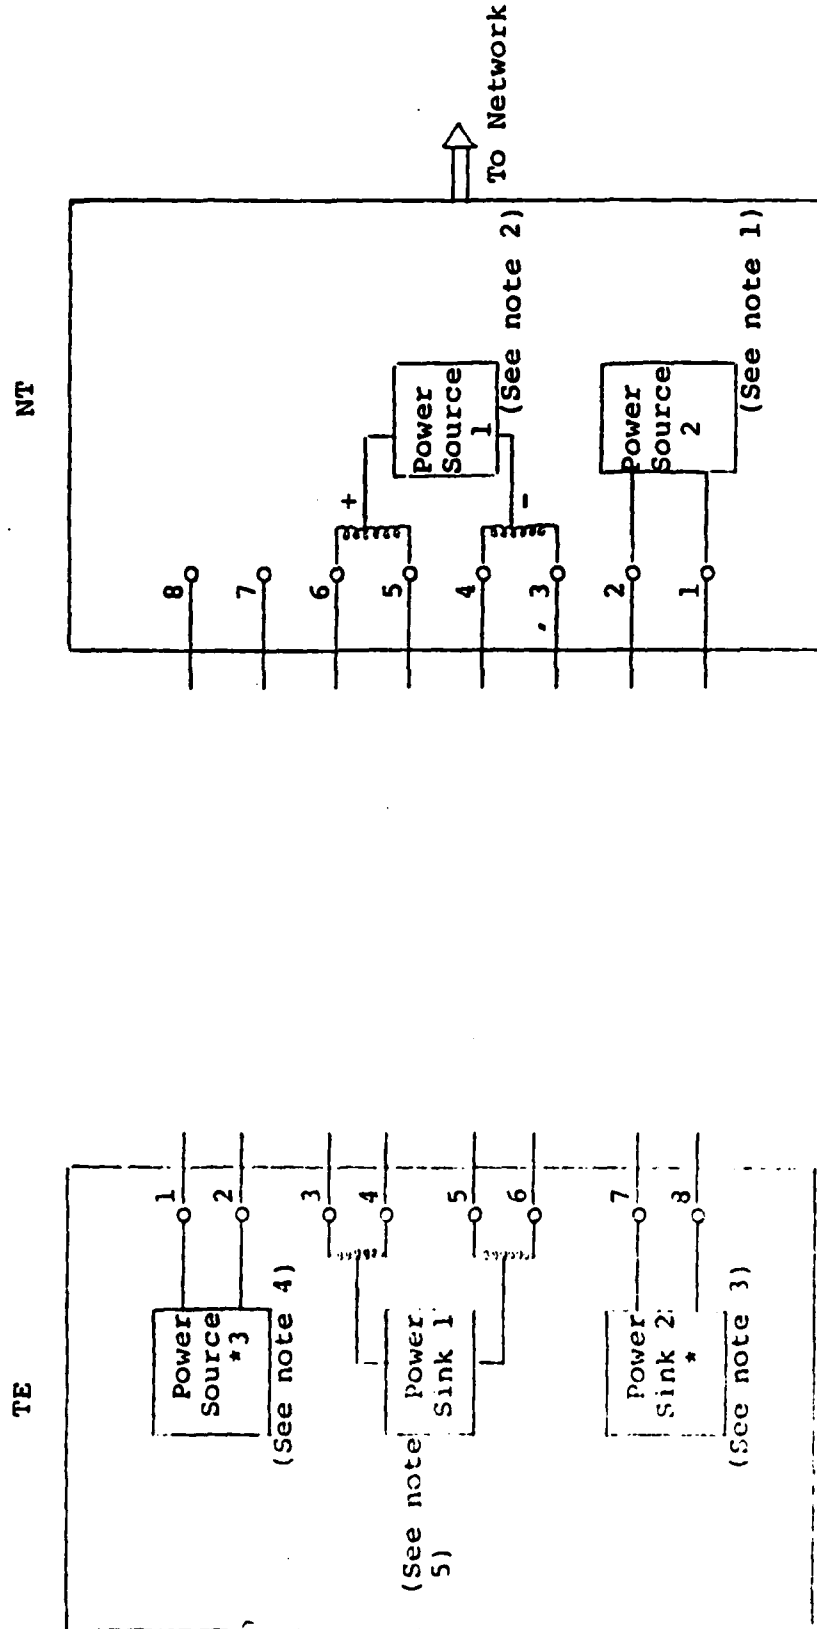 TE
1
Power
Source
*3
2
(See note 4)
3
4
(See note
5)
Power
Sink 1
5
6
7
Power
Sink 2
*
8
(See note 3)
NT
8
7
6
+
5
Power
Source
1
4
(See note 2)
-
3
To Network
2
Power
Source
2
1
(See note 1)